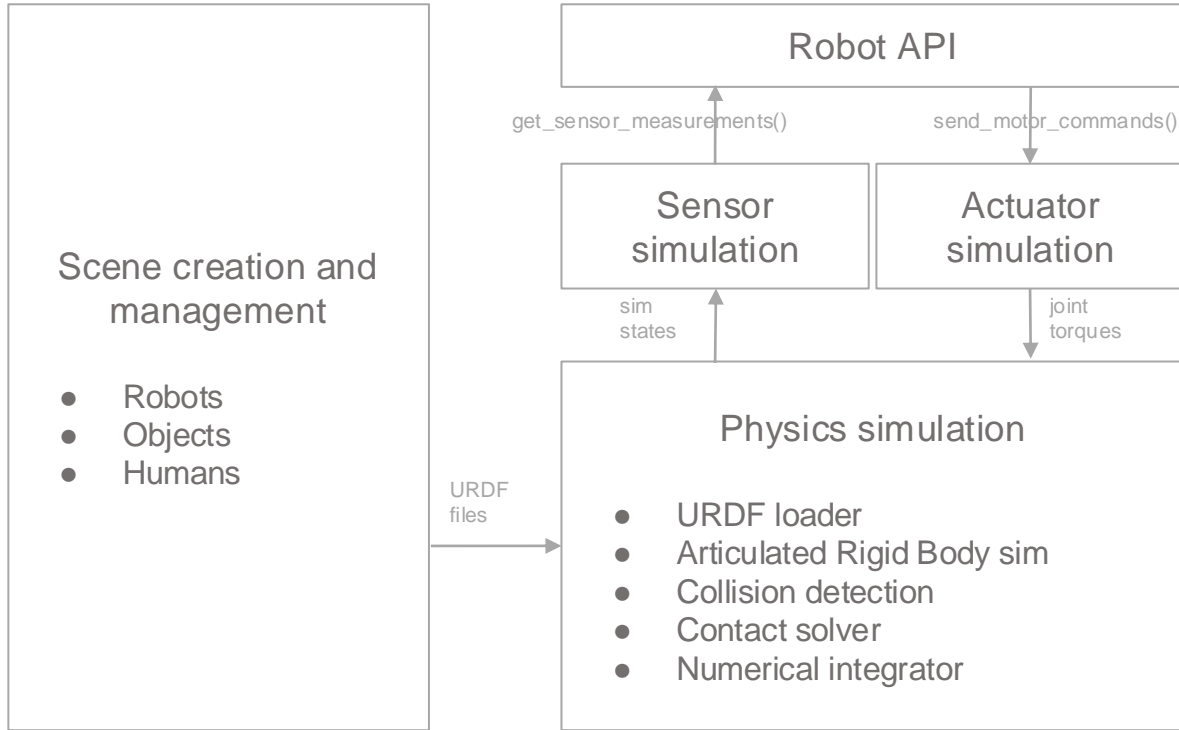 Scene creation and
management
● Robots
● Objects
● Humans
URDF
files
Robot API
get_sensor_measurements()
send_motor_commands()
Sensor
simulation
Actuator
simulation
sim
states
joint
torques
Physics simulation
● URDF loader
● Articulated Rigid Body sim
● Collision detection
● Contact solver
● Numerical integrator